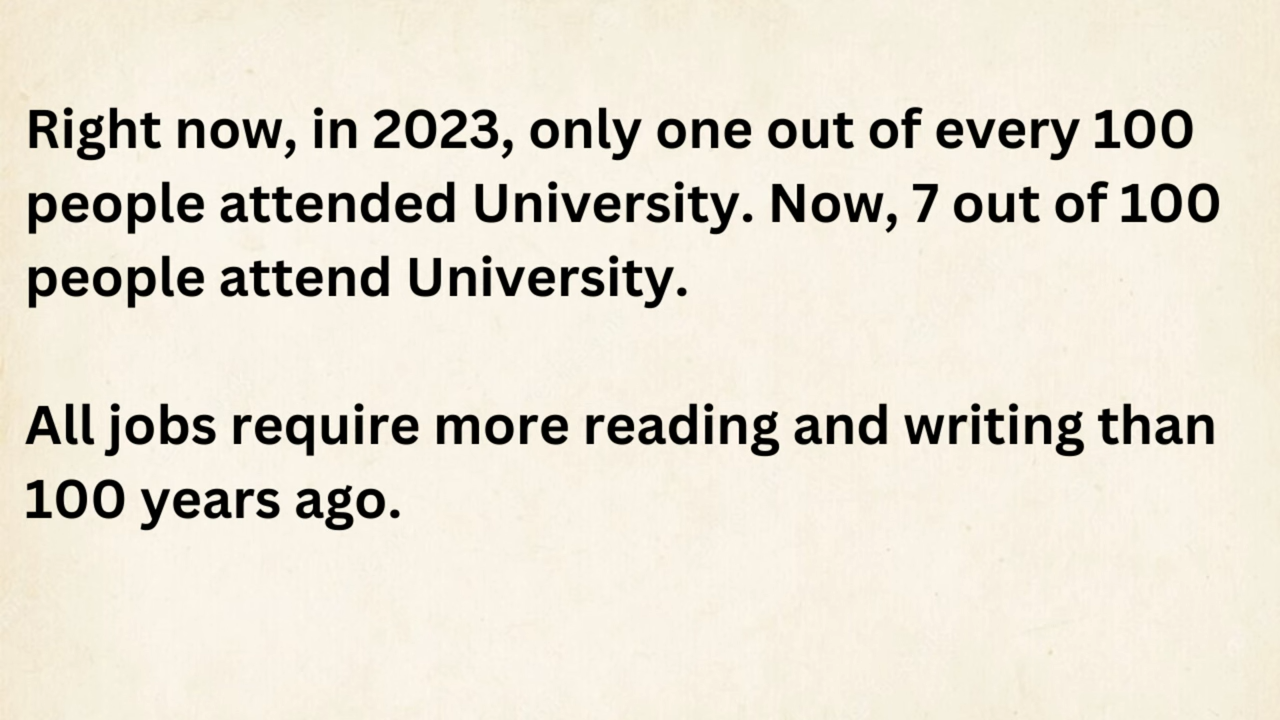 Right now, in 2023, only one out of every 100
people attended University. Now, 7 out of 100
people attend University.
All jobs require more reading and writing than
100 years ago.